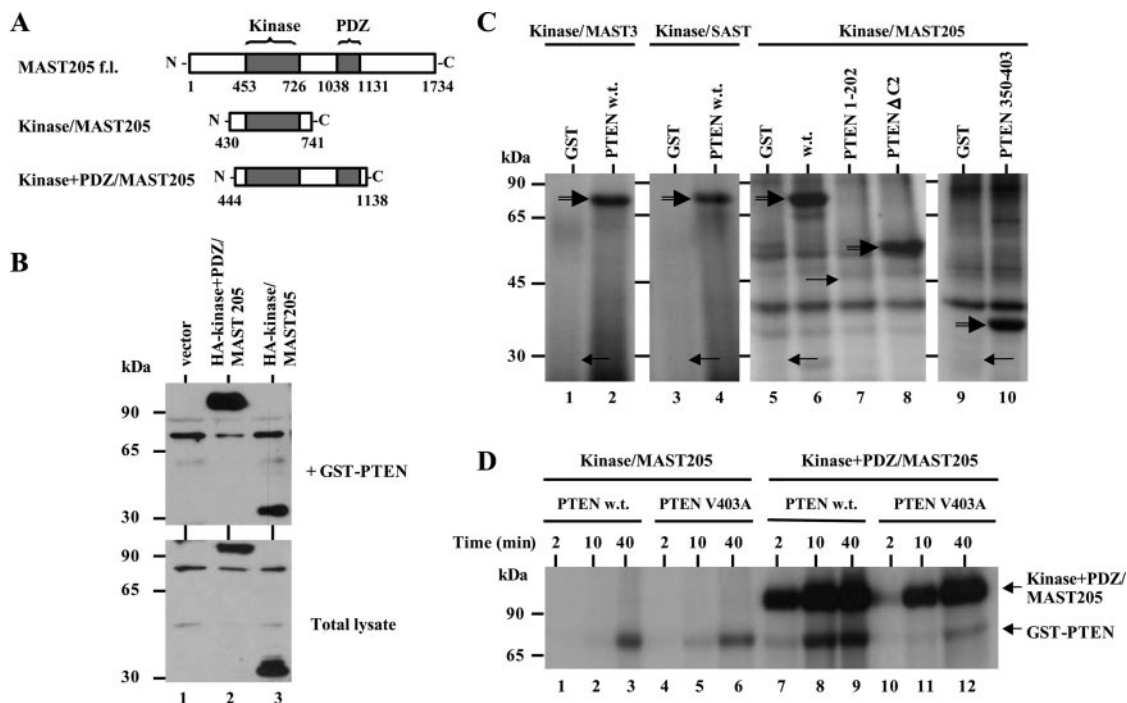 A
Kinase PDZ
MAST205 f.l. N - -C
1 453 726 1038 1131 1734
Kinase/MAST205 N - -C
430 741
Kinase+PDZ/MAST205 N - -C
444 1138
B
vector
HA-kinase+PDZ/
MAST 205
HA-kinase/
MAST205
kDa
90
65
30
+ GST-PTEN
90
65
30
Total lysate
1 2 3
C
Kinase/MAST3 Kinase/SAST Kinase/MAST205
GST
PTEN w.t.
GST
PTEN w.t.
GST
w.t.
PTEN 1-202
PTEN Δ C2
GST
PTEN 350-403
kDa
90
65
45
30
1 2 3 4 5 6 7 8 9 10
D
Kinase/MAST205 Kinase+PDZ/MAST205
PTEN w.t. PTEN V403A PTEN w.t. PTEN V403A
Time (min) 2 10 40 2 10 40 2 10 40 2 10 40
kDa
90
65
Kinase+PDZ/
MAST205
GST-PTEN
1 2 3 4 5 6 7 8 9 10 11 12